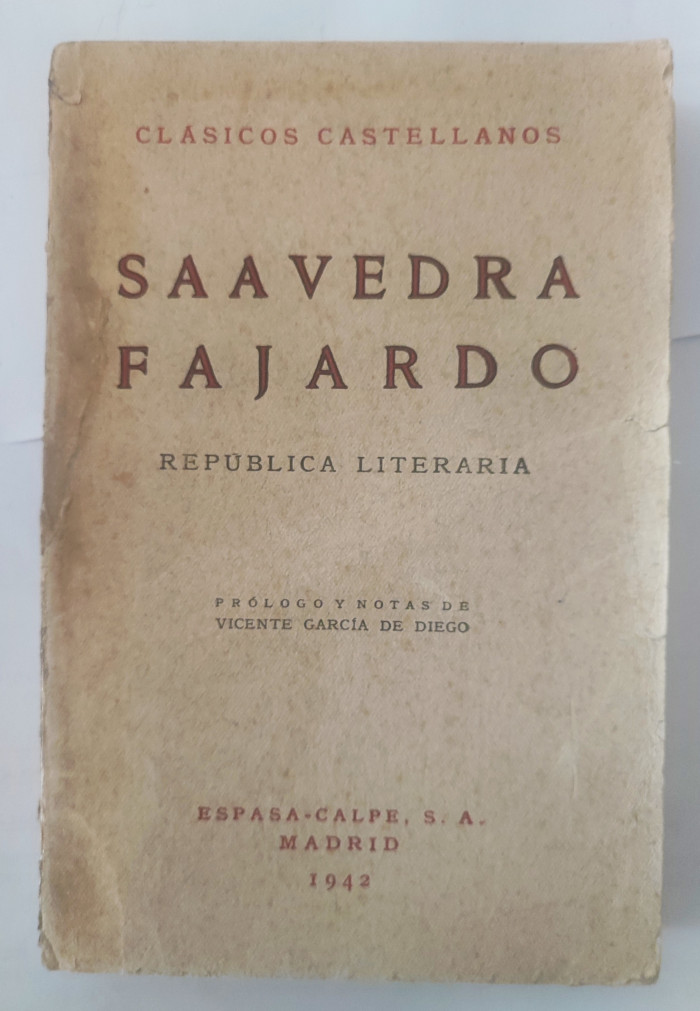 CLÁSICOS CASTELLANOS
SAAVEDRA
FAJARDO
REPÚBLICA LITERARIA
PRÓLOGO Y NOTAS DE
VICENTE GARCÍA DE DIEGO
ESPASA-CALPE, S. A.
MADRID
1942